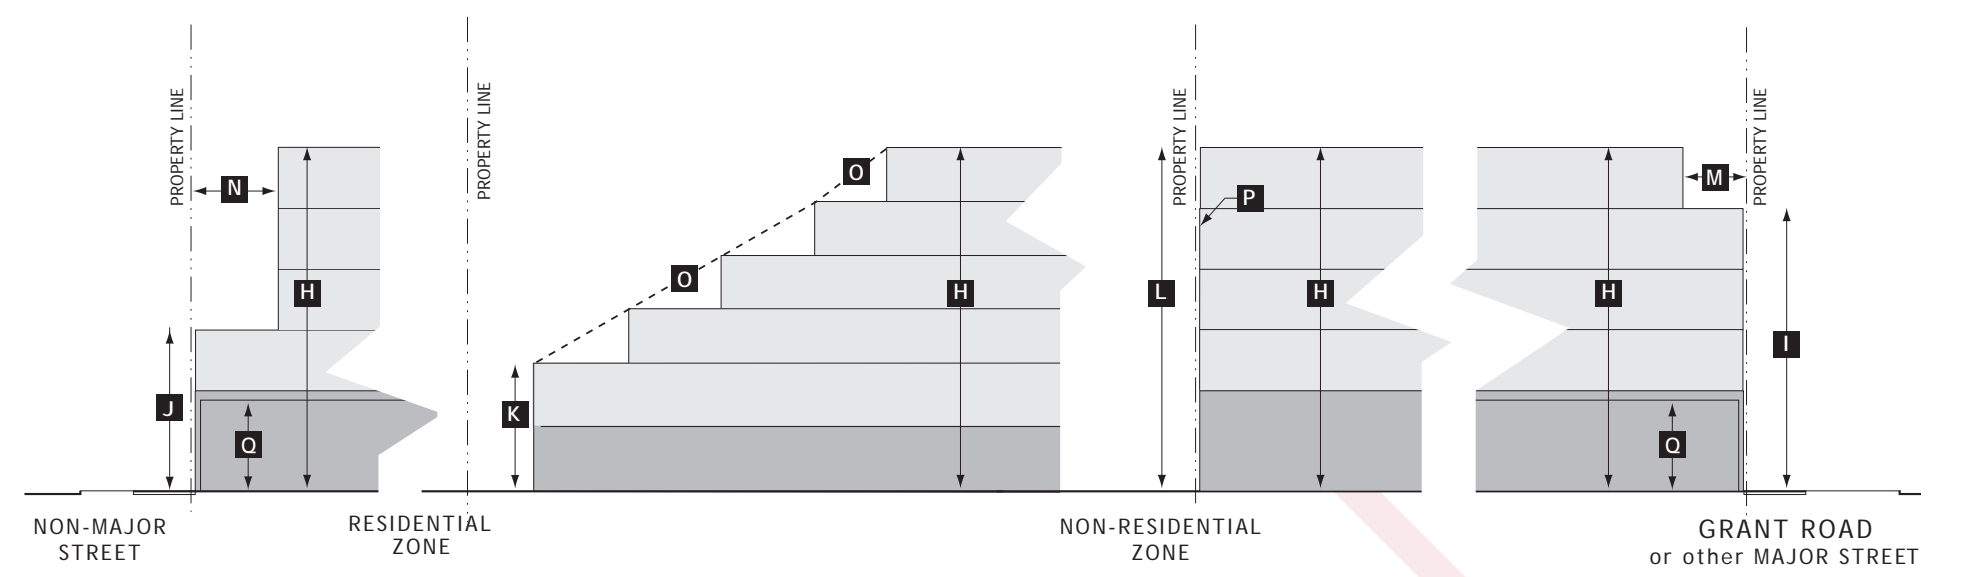 PROPERTY LINE
N
H
J
Q
NON-MAJOR
STREET
PROPERTY LINE
O
O
H
K
RESIDENTIAL
ZONE
PROPERTY LINE
L
P
H
NON-RESIDENTIAL
ZONE
PROPERTY LINE
M
H
I
Q
GRANT ROAD
or other MAJOR STREET